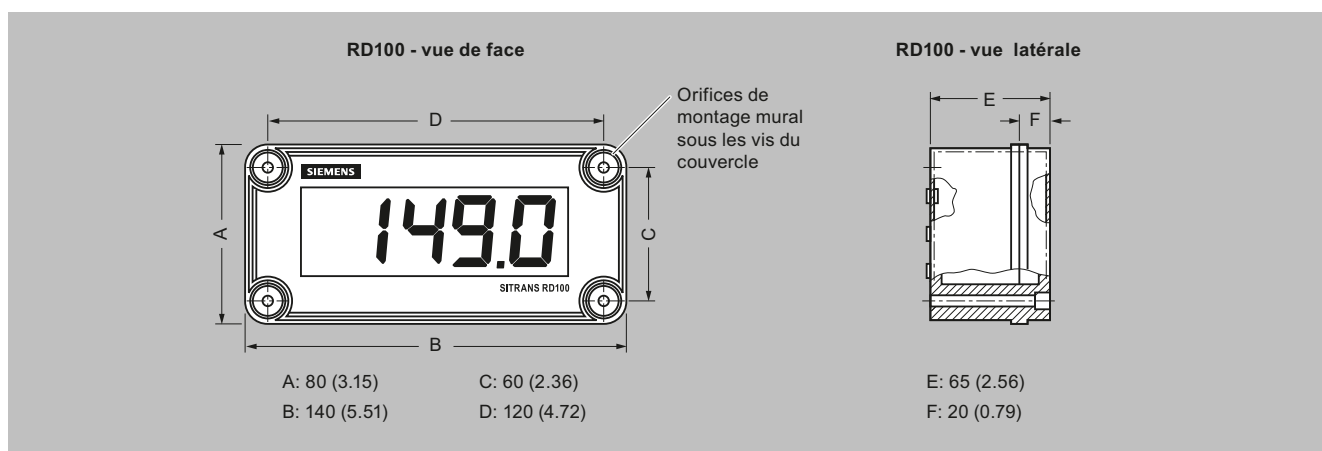 RD100 - vue de face
D
Orifices de
montage mural
sous les vis du
couvercle
SIEMENS
149.0
SITRANS RD100
A
C
B
A: 80 (3.15)
B: 140 (5.51)
C: 60 (2.36)
D: 120 (4.72)
RD100 - vue latérale
E
F
E: 65 (2.56)
F: 20 (0.79)